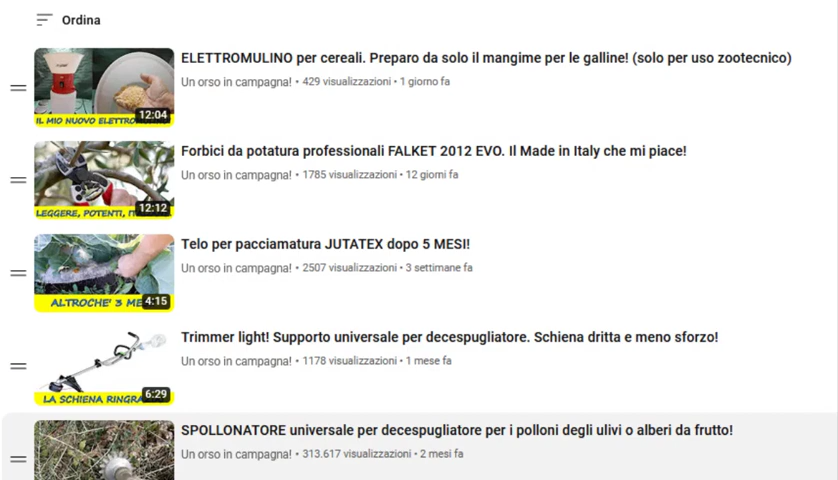 Ordina
ELETTROMULINO per cereali. Preparo da solo il mangime per le galline! (solo per uso zootecnico)
Un orso in campagna! • 429 visualizzazioni • 1 giorno fa
12:04
IL MIO NUOVO
Forbici da potatura professionali FALKET 2012 EVO. Il Made in Italy che mi piace!
Un orso in campagna! • 1785 visualizzazioni • 12 giorni fa
12:12
LEGGERE, POTENTI,
Telo per pacciamatura JUTATEX dopo 5 MESI!
Un orso in campagna! • 2507 visualizzazioni • 3 settimane fa
4:15
ALTROCHE' 3 ME
Trimmer light! Supporto universale per decespugliatore. Schiena dritta e meno sforzo!
Un orso in campagna! • 1178 visualizzazioni • 1 mese fa
6:29
LA SCHIENA RINGRA
SPOLLONATORE universale per decespugliatore per i polloni degli ulivi o alberi da frutto!
Un orso in campagna! • 313.617 visualizzazioni • 2 mesi fa